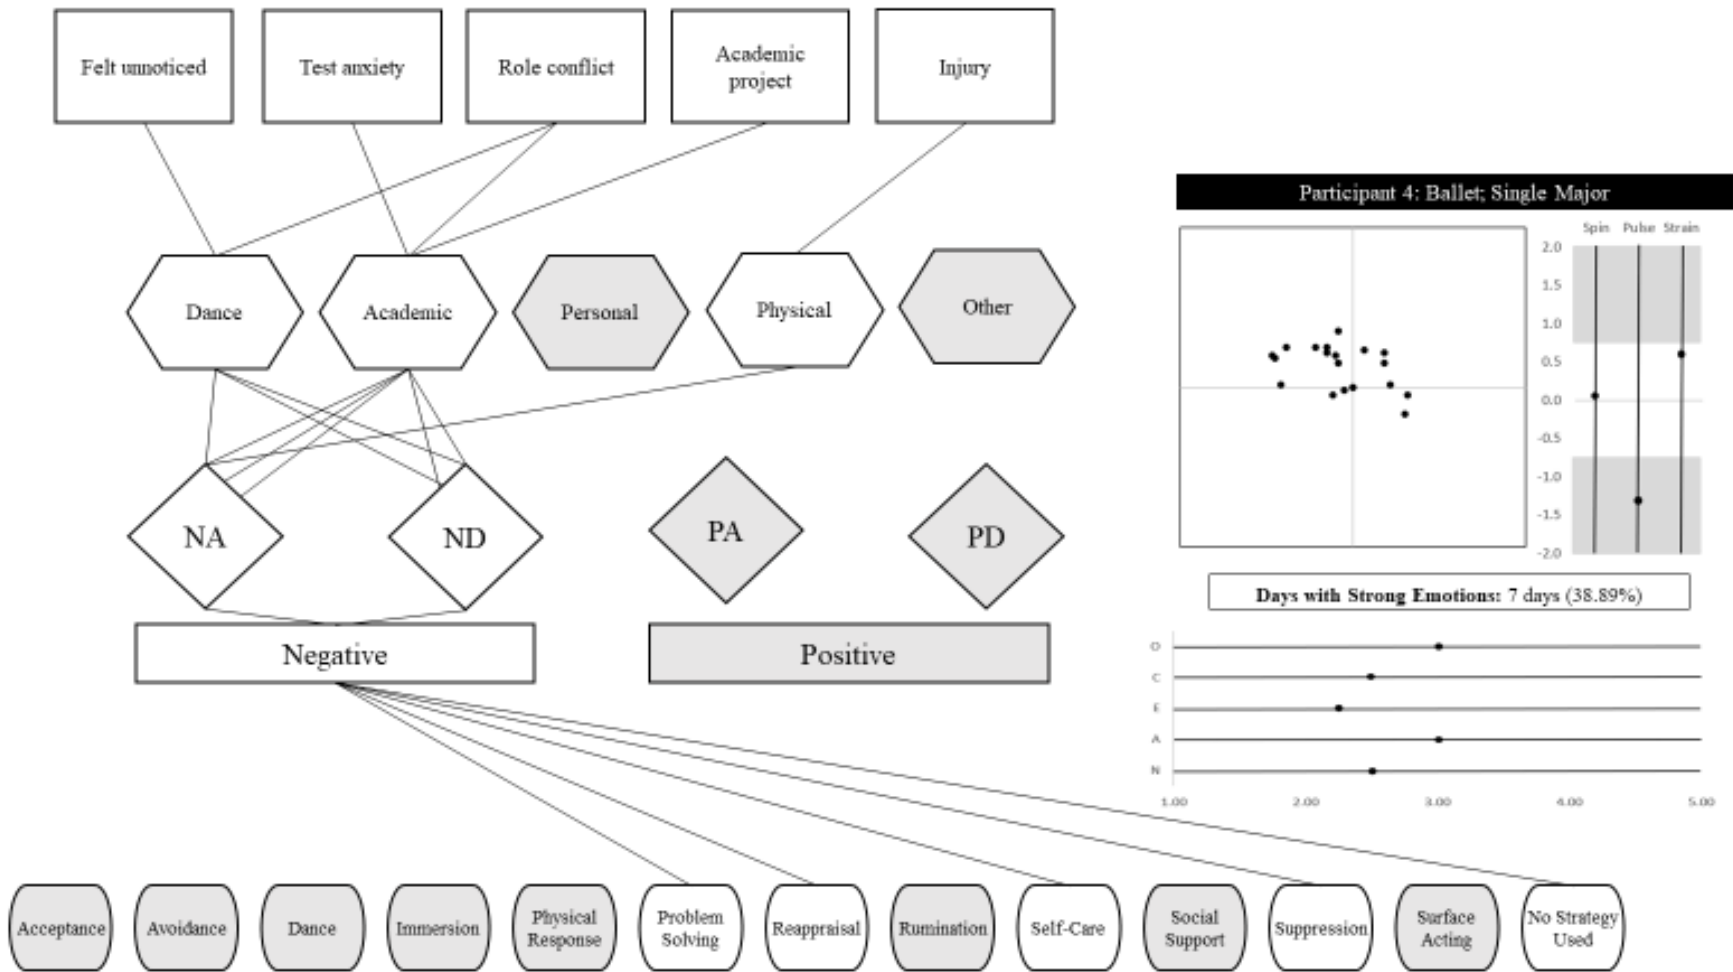 Felt unnoticed
Test anxiety
Role conflict
Academic
project
Injury
Dance
Academic
Personal
Physical
Other
NA
ND
PA
PD
Negative
Positive
Acceptance
Avoidance
Dance
Immersion
Physical
Response
Problem
Solving
Reappraisal
Rumination
Self-Care
Social
Support
Suppression
Surface
Acting
No Strategy
Used
Participant 4: Ballet; Single Major
Spin Pulse Strain
2.0
1.5
1.0
0.5
0.0
-0.5
-1.0
-1.5
-2.0
Days with Strong Emotions: 7 days (38.89%)
O
C
E
A
N
1.00 2.00 3.00 4.00 5.00